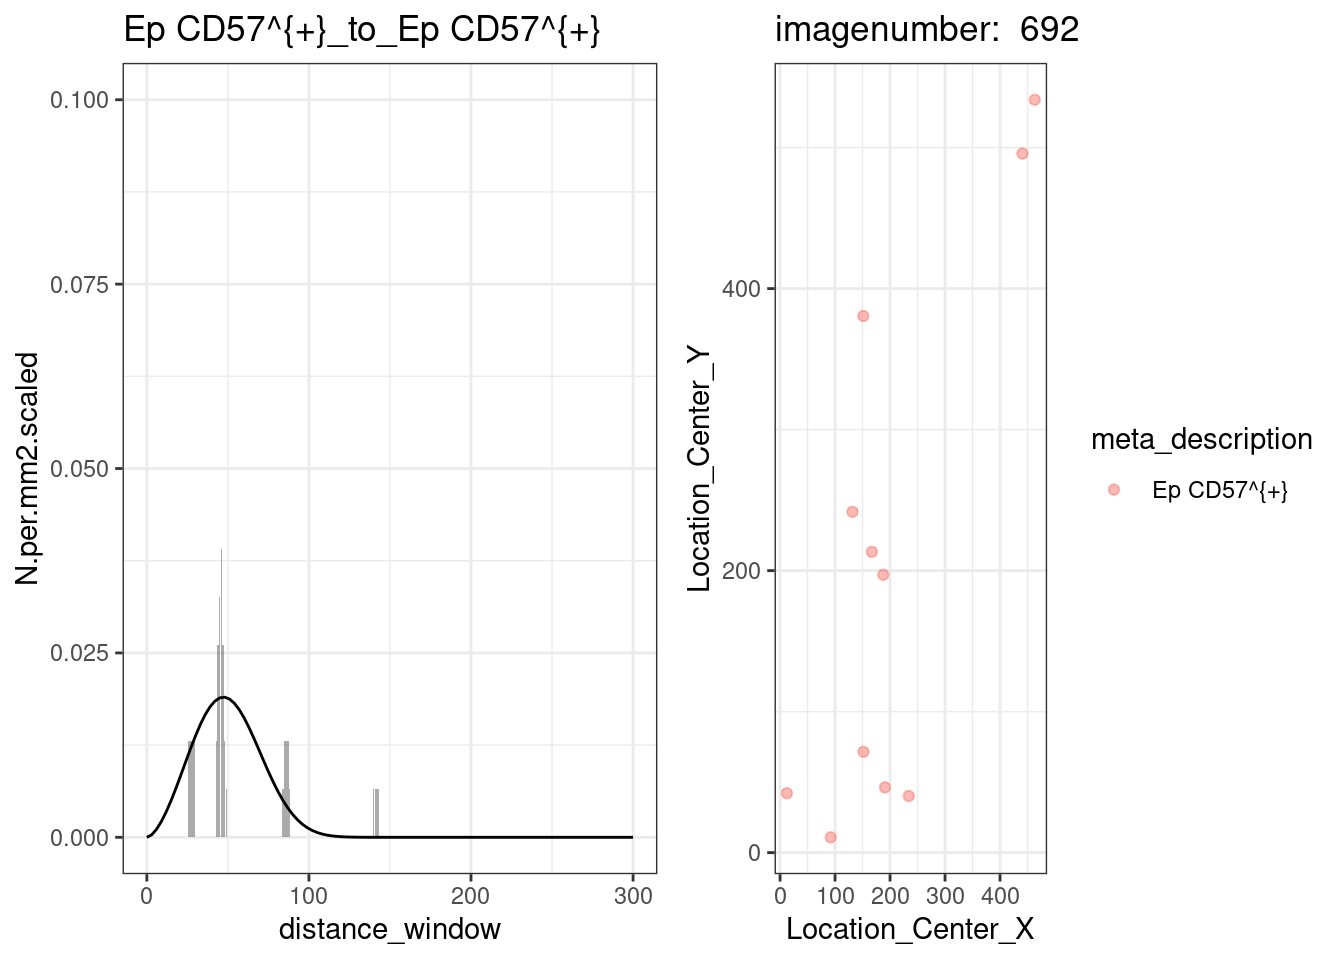 Ep CD57^{+}_to_Ep CD57^{+}
0.100
0.075
0.050
0.025
0.000
N.per.mm2.scaled
0 100 200 300
distance_window
imagenumber:  692
400
200
0
Location_Center_Y
0 100 200 300 400
Location_Center_X
meta_description
Ep CD57^{+}